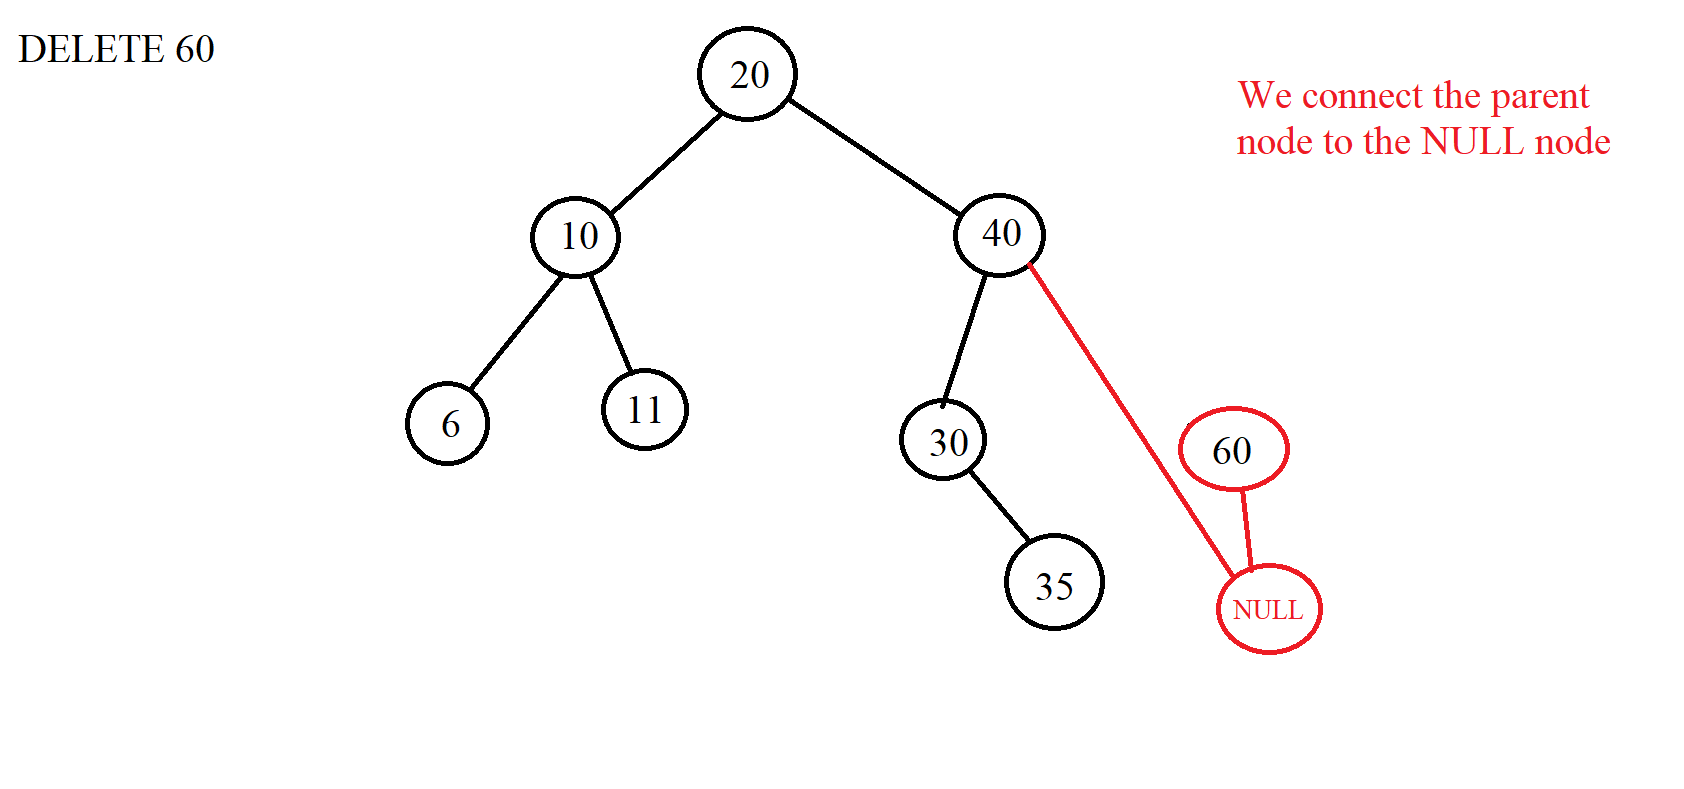 DELETE 60
20
We connect the parent
node to the NULL node
10
40
6
11
30
60
35
NULL